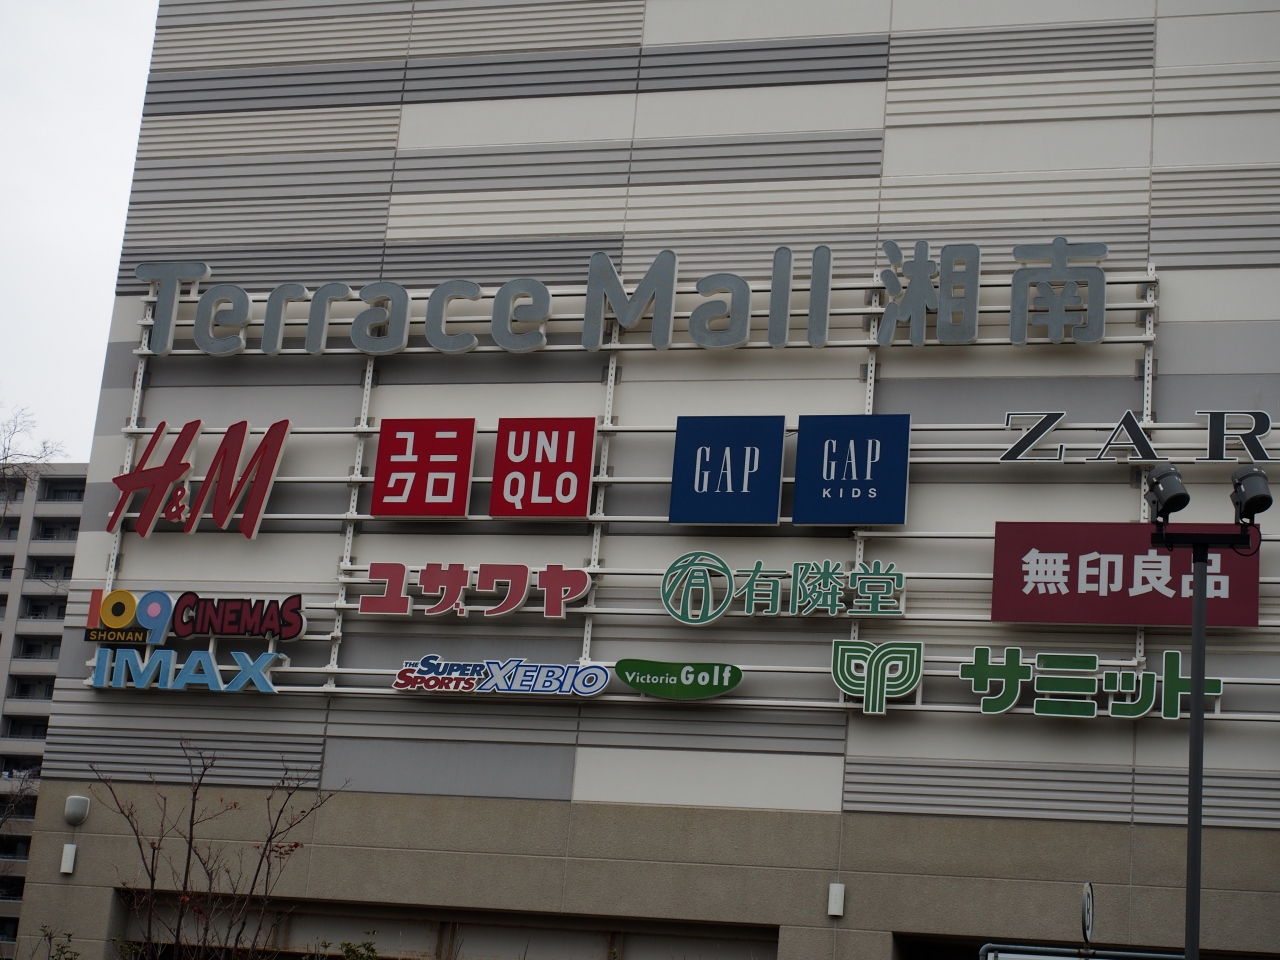 Terrace Mall 湘南
H&M
ユニ
クロ
UNI
QLO
GAP
GAP
KIDS
ZAR
ユザワヤ
有
有隣堂
無印良品
109
SHONAN
CINEMAS
IMAX
THE SUPER
SPORTS
XEBIO
Victoria Golf
サミット